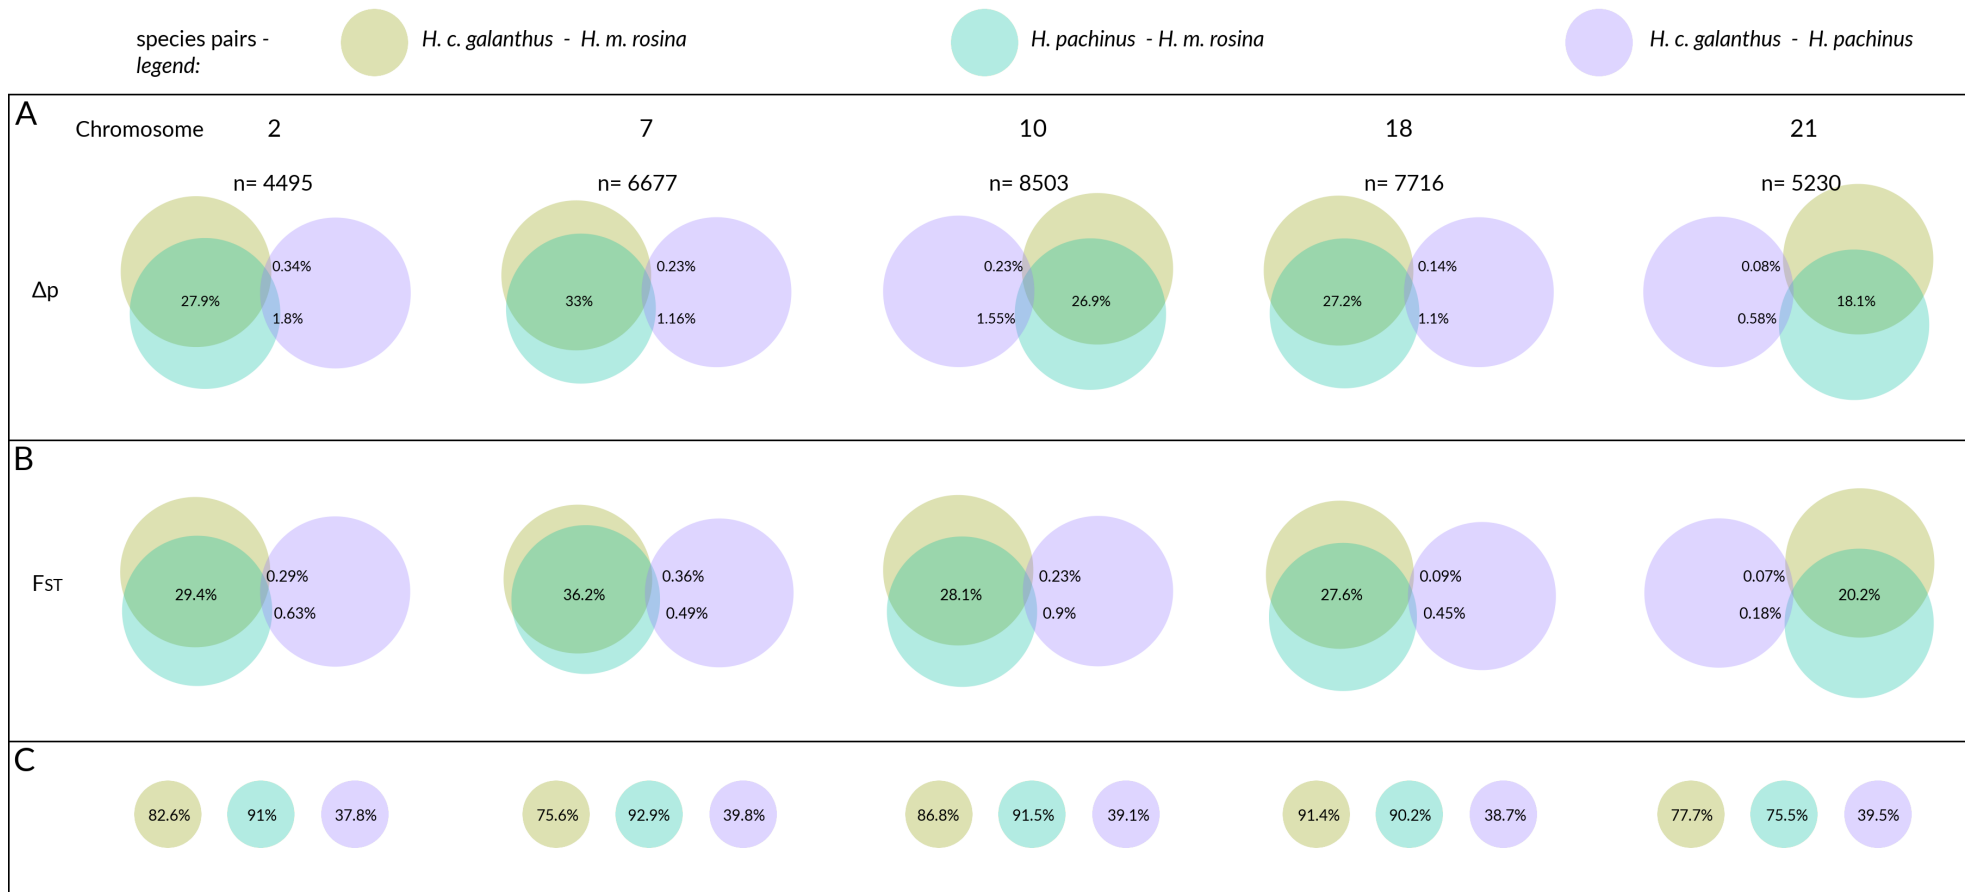 species pairs - H. c. galanthus - H. m. rosina H. pachinus - H. m. rosina H. c. galanthus - H. pachinus
legend:
A
Chromosome 2 7 10 18 21
n= 4495 n= 6677 n= 8503 n= 7716 n= 5230
0.34% 0.23% 0.23% 0.14% 0.08%
Δp 27.9% 33% 26.9% 27.2% 18.1%
1.8% 1.16% 1.55% 1.1% 0.58%
B
0.29% 0.36% 0.23% 0.09% 0.07%
FST 29.4% 36.2% 28.1% 27.6% 20.2%
0.63% 0.49% 0.9% 0.45% 0.18%
C
82.6% 91% 37.8% 75.6% 92.9% 39.8% 86.8% 91.5% 39.1% 91.4% 90.2% 38.7% 77.7% 75.5% 39.5%